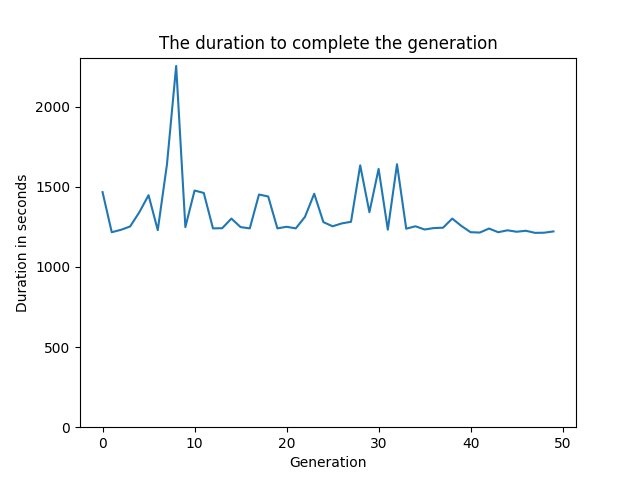 The duration to complete the generation
Duration in seconds
2000
1500
1000
500
0
0 10 20 30 40 50
Generation